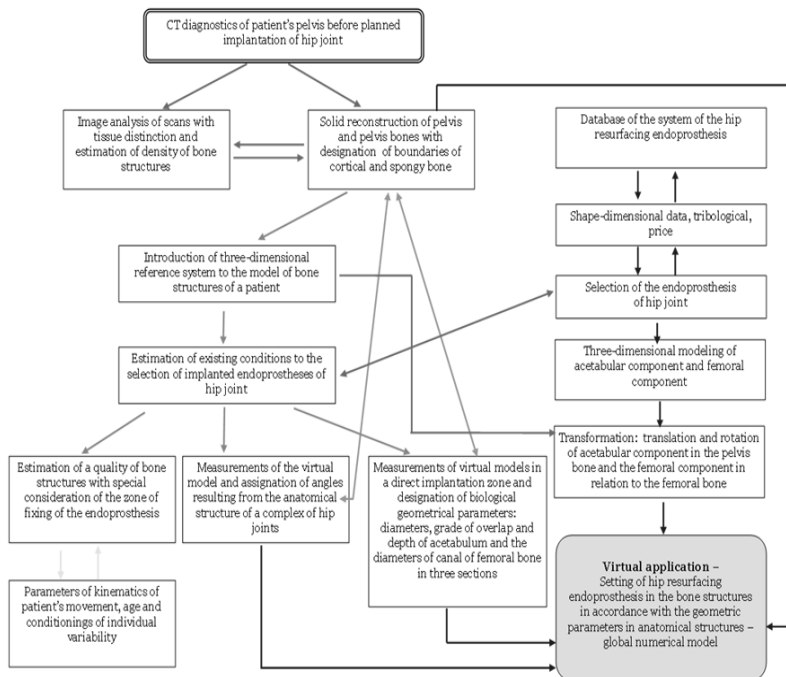 CT diagnostics of patient's pelvis before planned
implantation of hip joint
Image analysis of scans with
tissue distinction and
estimation of density of bone
structures
Solid reconstruction of pelvis
and pelvis bones with
designation of boundaries of
cortical and spongy bone
Database of the system of the hip
resurfacing endoprosthesis
Shape-dimensional data, tribological,
price
Introduction of three-dimensional
reference system to the model of bone
structures of a patient
Selection of the endoprosthesis
of hip joint
Estimation of existing conditions to the
selection of implanted endoprostheses of
hip joint
Three-dimensional modeling of
acetabular component and femoral
component
Transformation: translation and rotation
of acetabular component in the pelvis
bone and the femoral component in
relation to the femoral bone
Estimation of a quality of bone
structures with special
consideration of the zone of
fixing of the endoprosthesis
Measurements of the virtual
model and assignation of angles
resulting from the anatomical
structure of a complex of hip
joints
Measurements of virtual models in
a direct implantation zone and
designation of biological
geometrical parameters:
diameters, grade of overlap and
depth of acetabulum and the
diameters of canal of femoral bone
in three sections
Parameters of kinematics of
patient's movement, age and
conditionings of individual
variability
Virtual application –
Setting of hip resurfacing
endoprosthesis in the bone structures
in accordance with the geometric
parameters in anatomical structures –
global numerical model